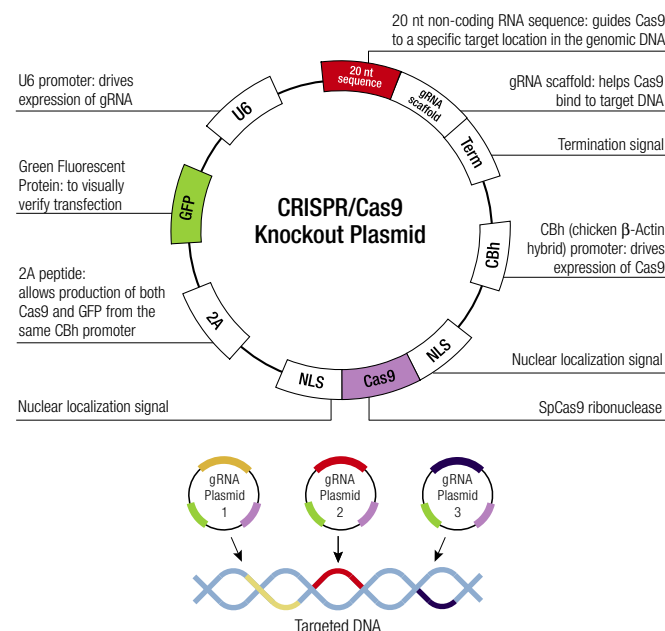 20 nt non-coding RNA sequence: guides Cas9
to a specific target location in the genomic DNA
U6 promoter: drives
expression of gRNA
U6
20 nt
sequence
gRNA
scaffold
Term
gRNA scaffold: helps Cas9
bind to target DNA
Termination signal
Green Fluorescent
Protein: to visually
verify transfection
GFP
CRISPR/Cas9
Knockout Plasmid
CBh
CBh (chicken β-Actin
hybrid) promoter: drives
expression of Cas9
2A peptide:
allows production of both
Cas9 and GFP from the
same CBh promoter
2A
NLS
Cas9
NLS
Nuclear localization signal
Nuclear localization signal
SpCas9 ribonuclease
gRNA
Plasmid
1
gRNA
Plasmid
2
gRNA
Plasmid
3
Targeted DNA